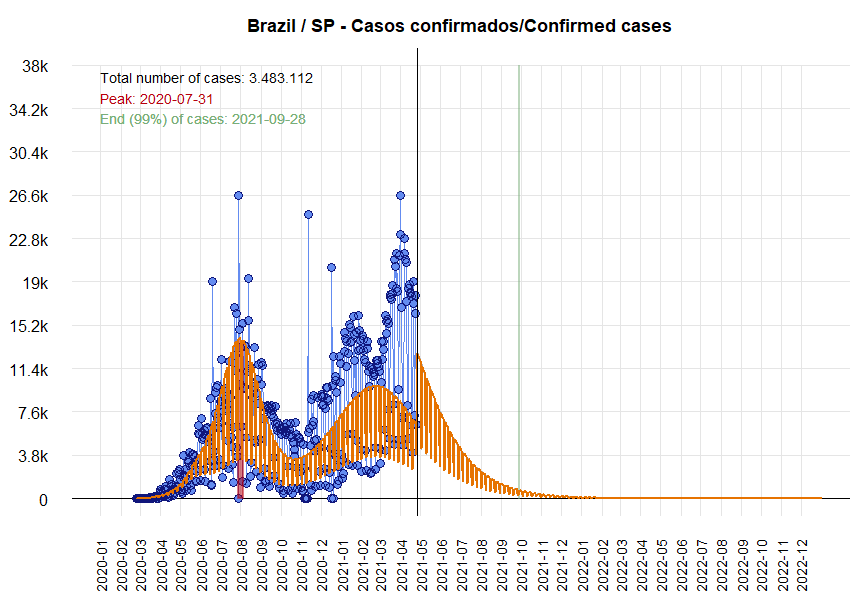 Brazil / SP - Casos confirmados/Confirmed cases
38k
Total number of cases: 3.483.112
Peak: 2020-07-31
End (99%) of cases: 2021-09-28
34.2k
30.4k
26.6k
22.8k
19k
15.2k
11.4k
7.6k
3.8k
0
2020-01
2020-02
2020-03
2020-04
2020-05
2020-06
2020-07
2020-08
2020-09
2020-10
2020-11
2020-12
2021-01
2021-02
2021-03
2021-04
2021-05
2021-06
2021-07
2021-08
2021-09
2021-10
2021-11
2021-12
2022-01
2022-02
2022-03
2022-04
2022-05
2022-06
2022-07
2022-08
2022-09
2022-10
2022-11
2022-12